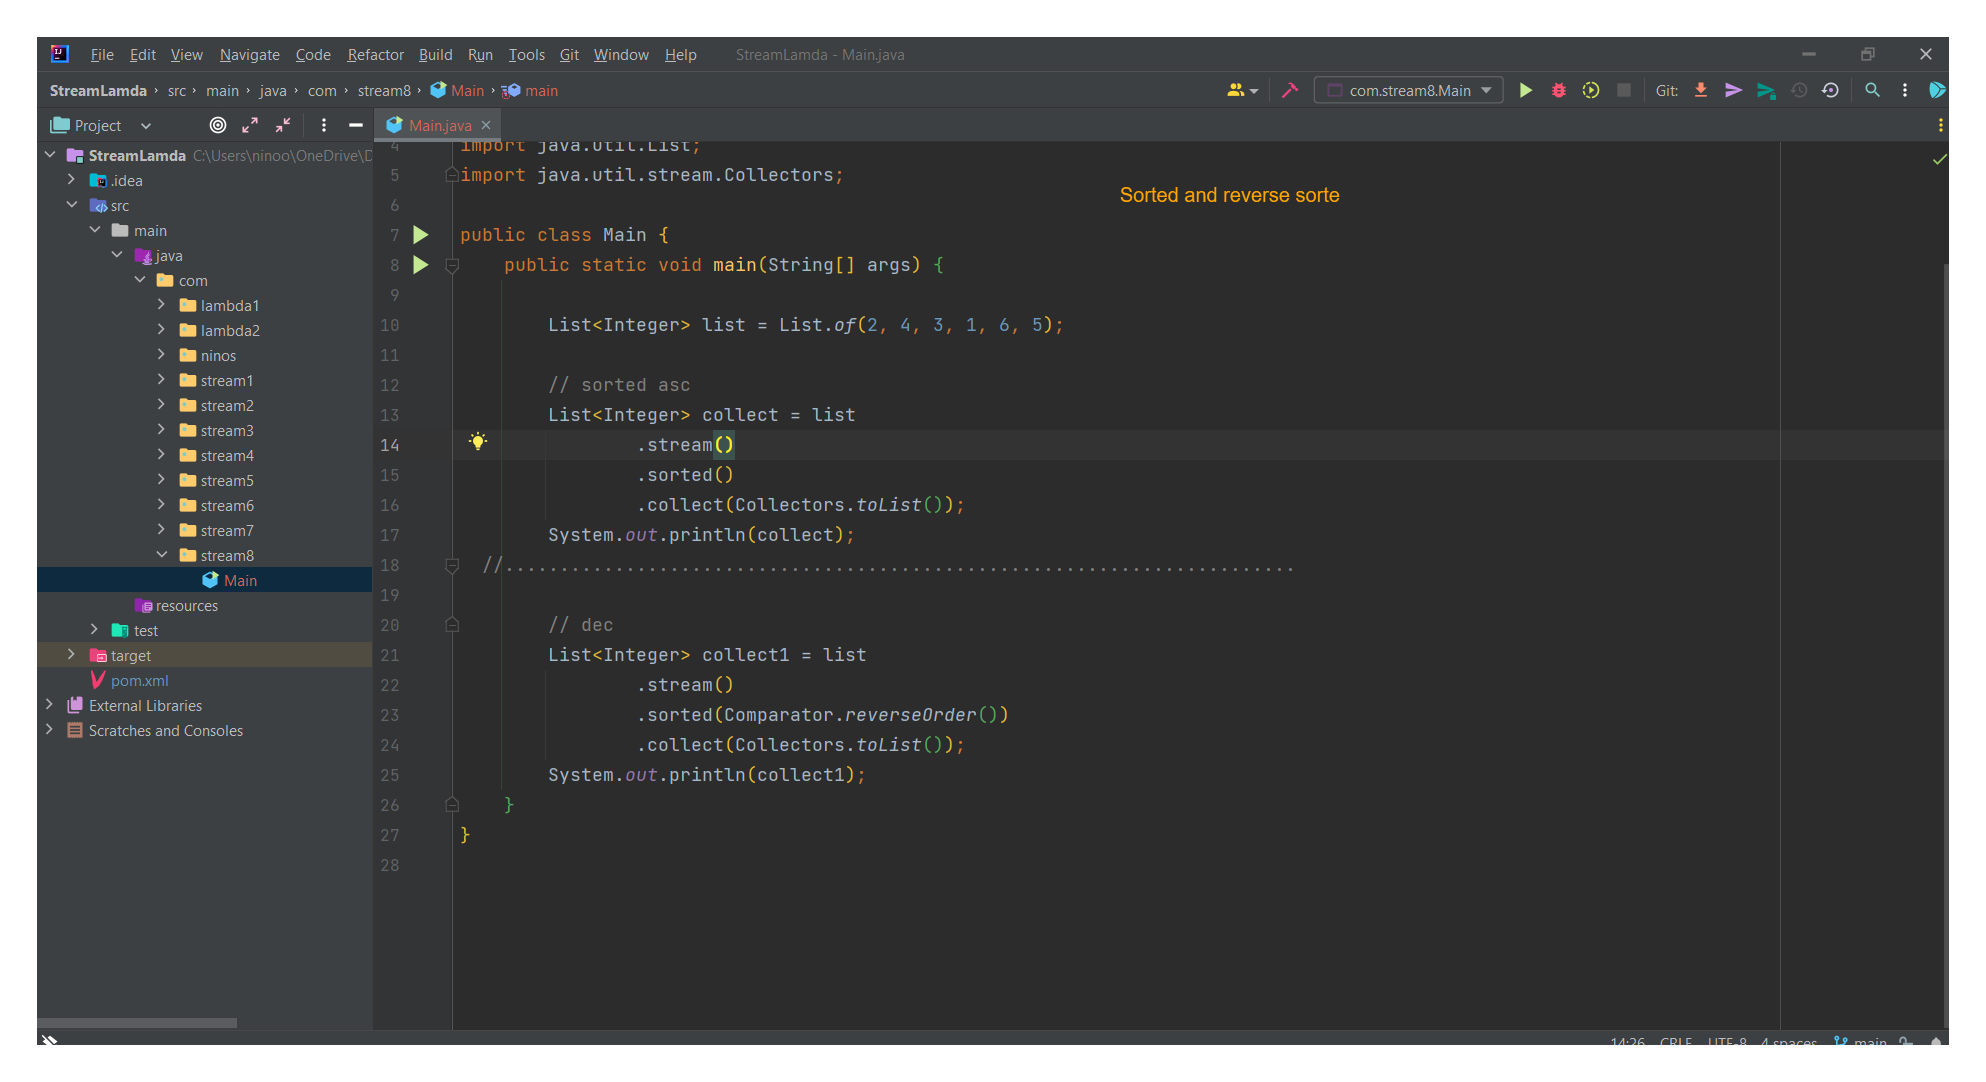 File Edit View Navigate Code Refactor Build Run Tools Git Window Help StreamLamda - Main.java
StreamLamda src main java com stream8 Main main com.stream8.Main Git:
Project Main.java
StreamLamda C:\Users\ninoo\OneDrive\D
.idea
src
main
java
com
lambda1
lambda2
ninos
stream1
stream2
stream3
stream4
stream5
stream6
stream7
stream8
Main
resources
test
target
pom.xml
External Libraries
Scratches and Consoles
4 import java.util.List;
5 import java.util.stream.Collectors;
Sorted and reverse sorte
6
7 public class Main {
8 public static void main(String[] args) {
9
10 List<Integer> list = List.of(2, 4, 3, 1, 6, 5);
11
12 // sorted asc
13 List<Integer> collect = list
14 .stream()
15 .sorted()
16 .collect(Collectors.toList());
17 System.out.println(collect);
18 //........................................................................
19
20 // dec
21 List<Integer> collect1 = list
22 .stream()
23 .sorted(Comparator.reverseOrder())
24 .collect(Collectors.toList());
25 System.out.println(collect1);
26 }
27 }
28
14:26 CRLF UTF-8 4 spaces main